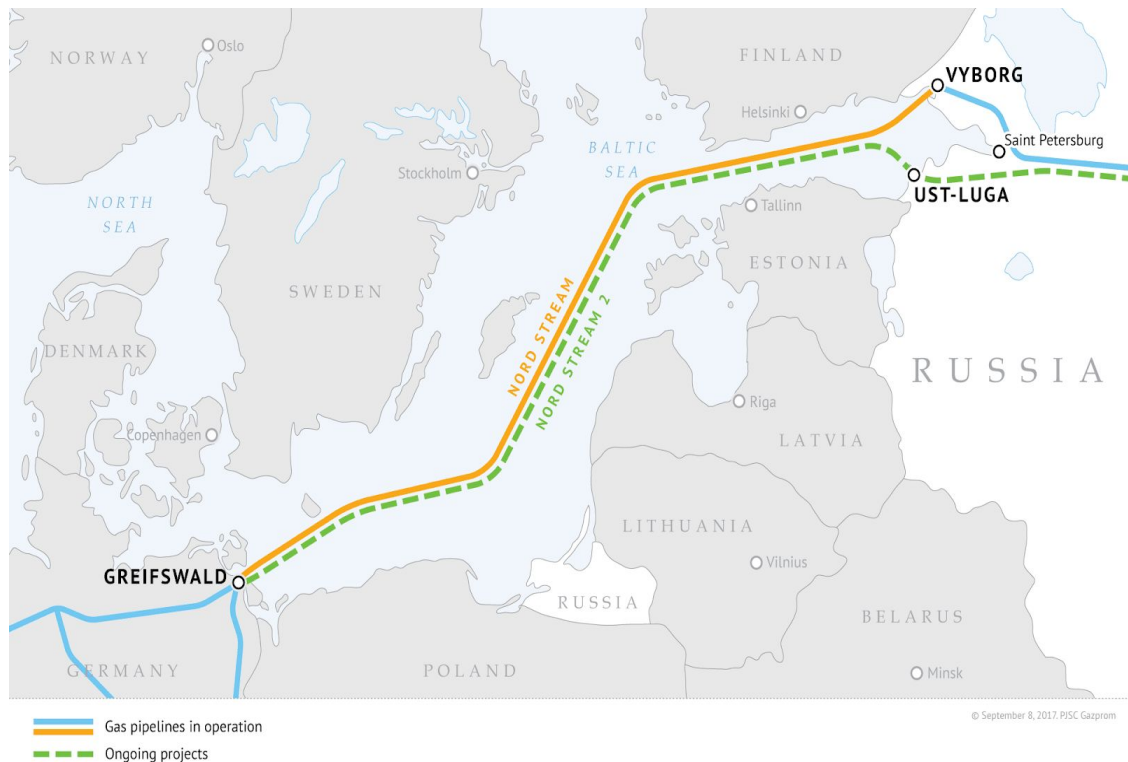 NORWAY
Oslo
FINLAND
VYBORG
Helsinki
Saint Petersburg
BALTIC
SEA
Stockholm
UST-LUGA
NORTH
SEA
Tallinn
ESTONIA
SWEDEN
NORD STREAM
NORD STREAM 2
DENMARK
RUSSIA
Riga
Copenhagen
LATVIA
LITHUANIA
Vilnius
GREIFSWALD
RUSSIA
BELARUS
GERMANY
POLAND
Minsk
© September 8, 2017. PJSC Gazprom
Gas pipelines in operation
Ongoing projects